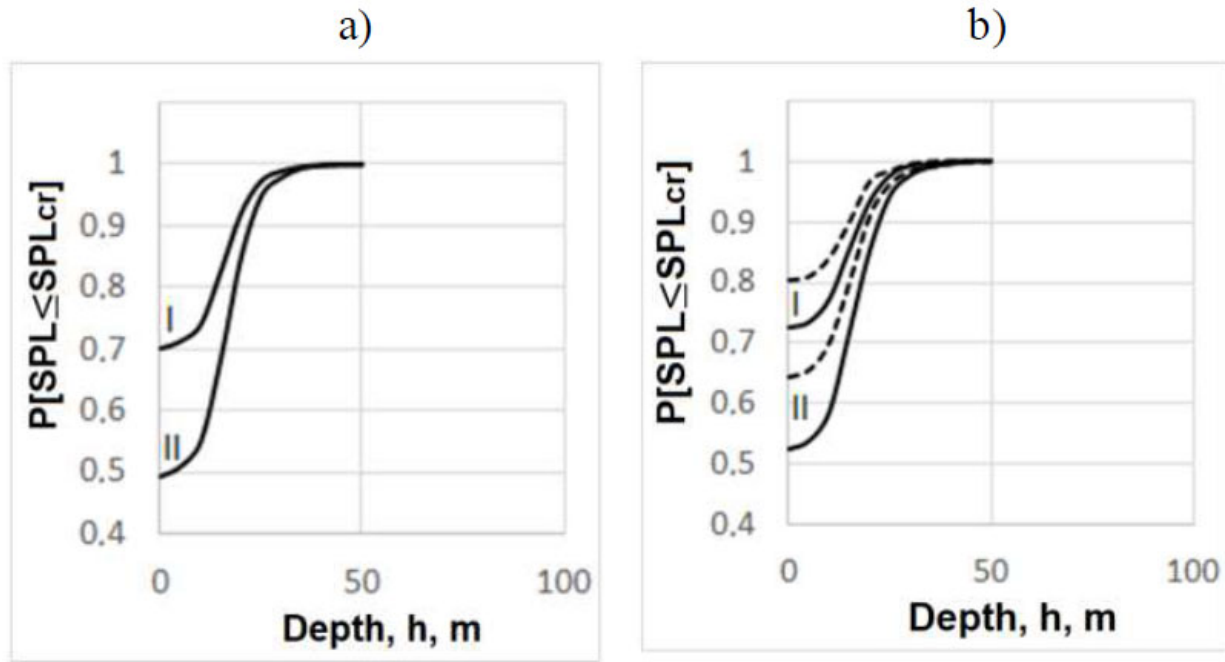 a)
P[SPL≤SPLcr]
1
0.9
0.8
0.7
0.6
0.5
0.4
I
II
0
50
100
Depth, h, m
b)
P[SPL≤SPLcr]
1
0.9
0.8
0.7
0.6
0.5
0.4
I
II
0
50
100
Depth, h, m